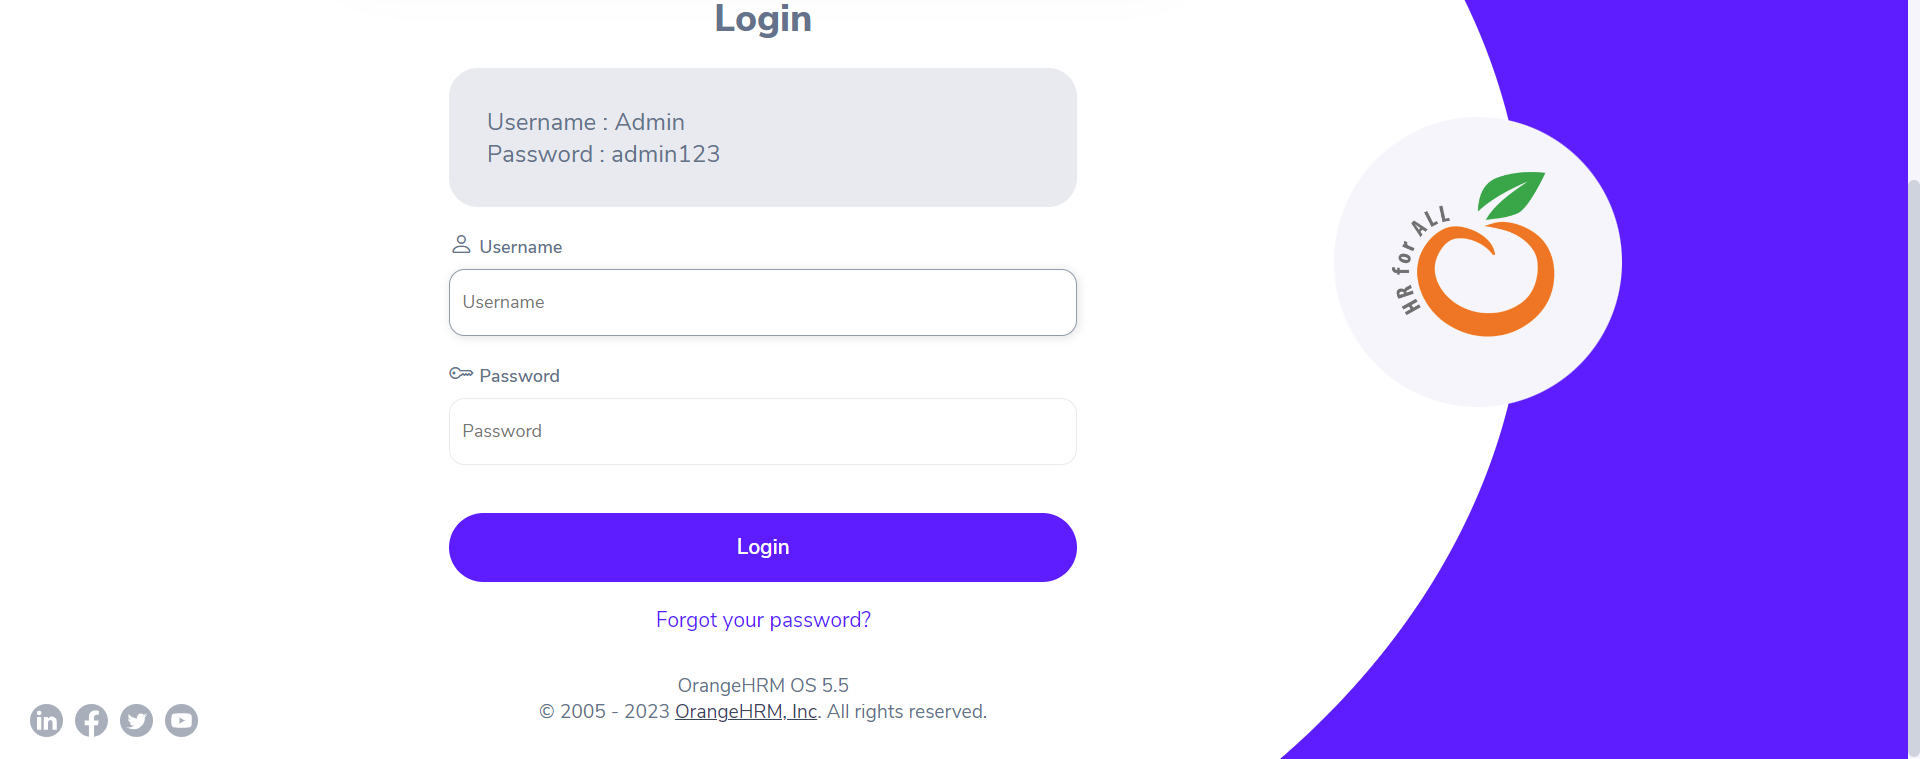 Login
Username : Admin
Password : admin123
Username
Username
Password
Password
Login
Forgot your password?
OrangeHRM OS 5.5
© 2005 - 2023 OrangeHRM, Inc. All rights reserved.
HR for ALL